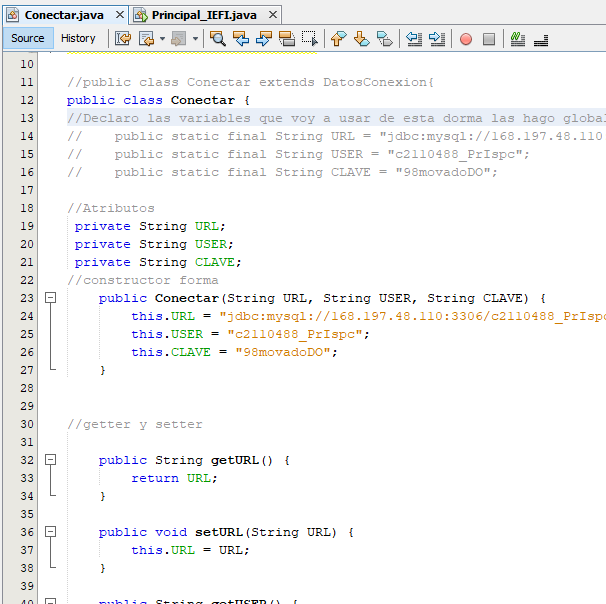 Conectar.java × Principal_IEFI.java ×
Source History
10
11 //public class Conectar extends DatosConexion{
12 public class Conectar {
13 //Declaro las variables que voy a usar de esta dorma las hago global
14 // public static final String URL = "jdbc:mysql://168.197.48.110
15 // public static final String USER = "c2110488_PrIspc";
16 // public static final String CLAVE = "98movadoDO";
17
18 //Atributos
19 private String URL;
20 private String USER;
21 private String CLAVE;
22 //constructor forma
23 public Conectar(String URL, String USER, String CLAVE) {
24 this.URL = "jdbc:mysql://168.197.48.110:3306/c2110488_PrIspc
25 this.USER = "c2110488_PrIspc";
26 this.CLAVE = "98movadoDO";
27 }
28
29
30 //getter y setter
31
32 public String getURL() {
33 return URL;
34 }
35
36 public void setURL(String URL) {
37 this.URL = URL;
38 }
39
40 public String getUSER() {